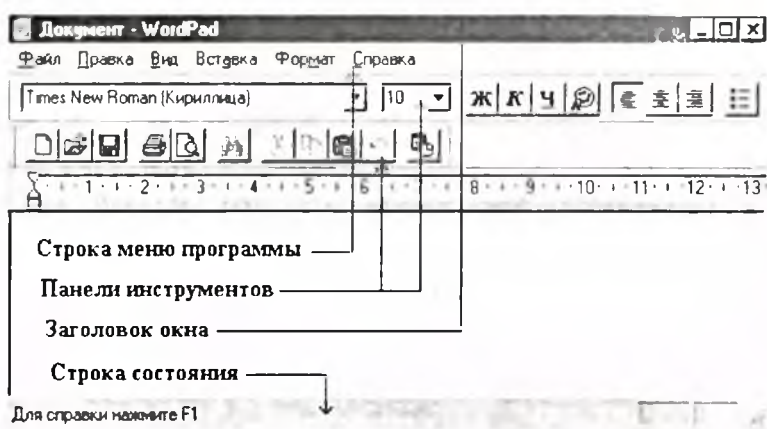 Документ - WordPad
Файл Правка Вид Вставка Формат Справка
Times New Roman (Кириллица) 10 Ж К Ч
1 2 3 4 5 6 7 8 9 10 11 12 13
Строка меню программы
Панели инструментов
Заголовок окна
Строка состояния
Для справки нажмите F1